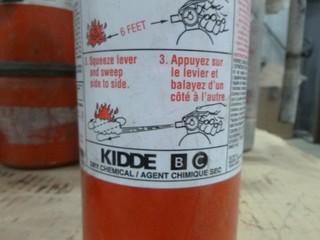 6 FEET
3. Squeeze lever
and sweep
side to side.
3. Appuyez sur
le levier et
balayez d'un
côté à l'autre.
KIDDE B C
DRY CHEMICAL / AGENT CHIMIQUE SEC